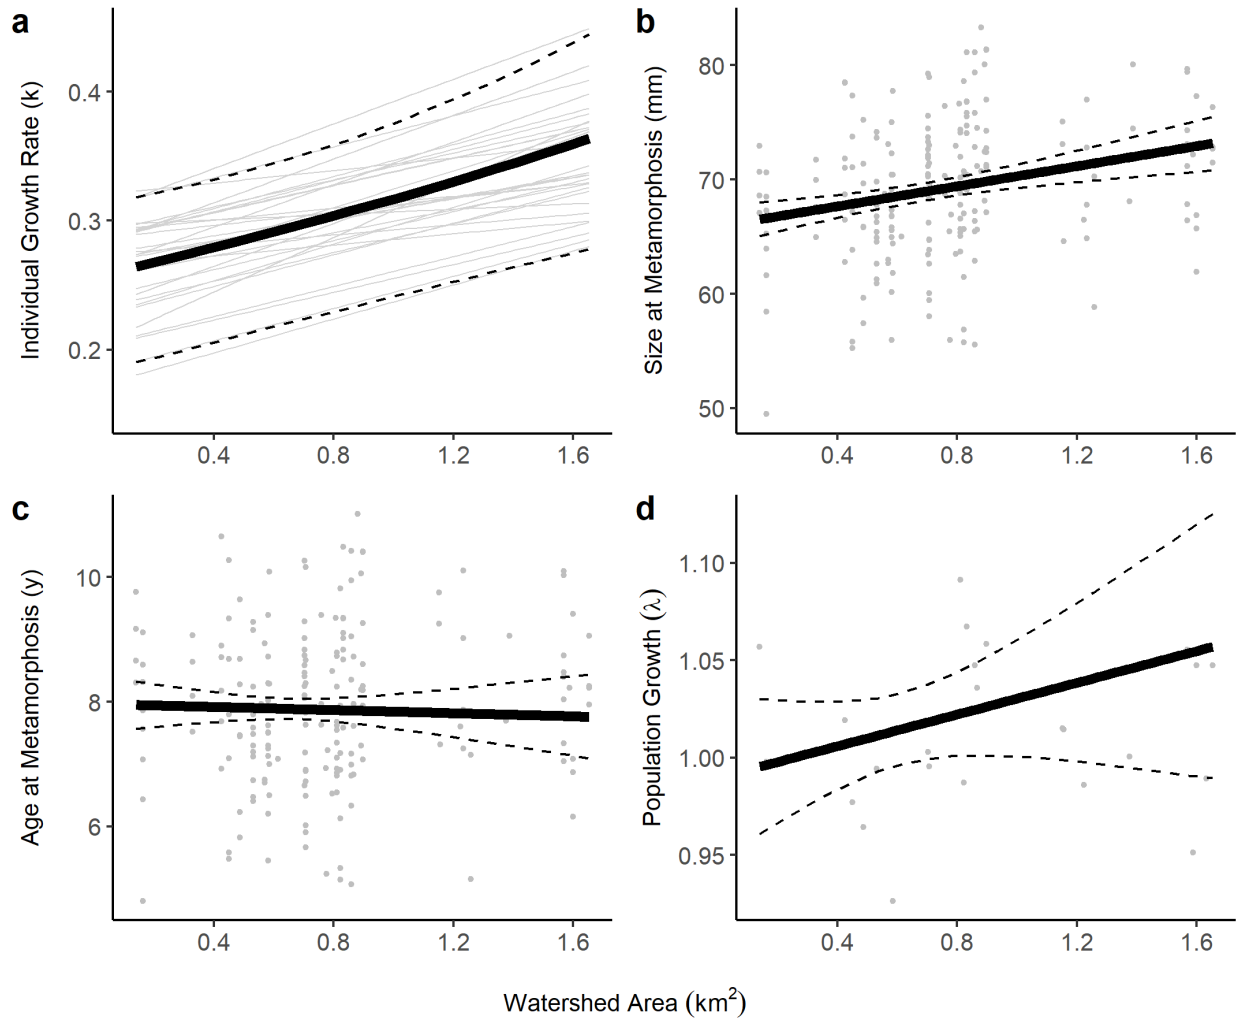 a
Individual Growth Rate (k)
0.4
0.3
0.2
0.4 0.8 1.2 1.6
b
Size at Metamorphosis (mm)
80
70
60
50
0.4 0.8 1.2 1.6
c
Age at Metamorphosis (y)
10
8
6
0.4 0.8 1.2 1.6
d
Population Growth (λ)
1.10
1.05
1.00
0.95
0.4 0.8 1.2 1.6
Watershed Area (km²)